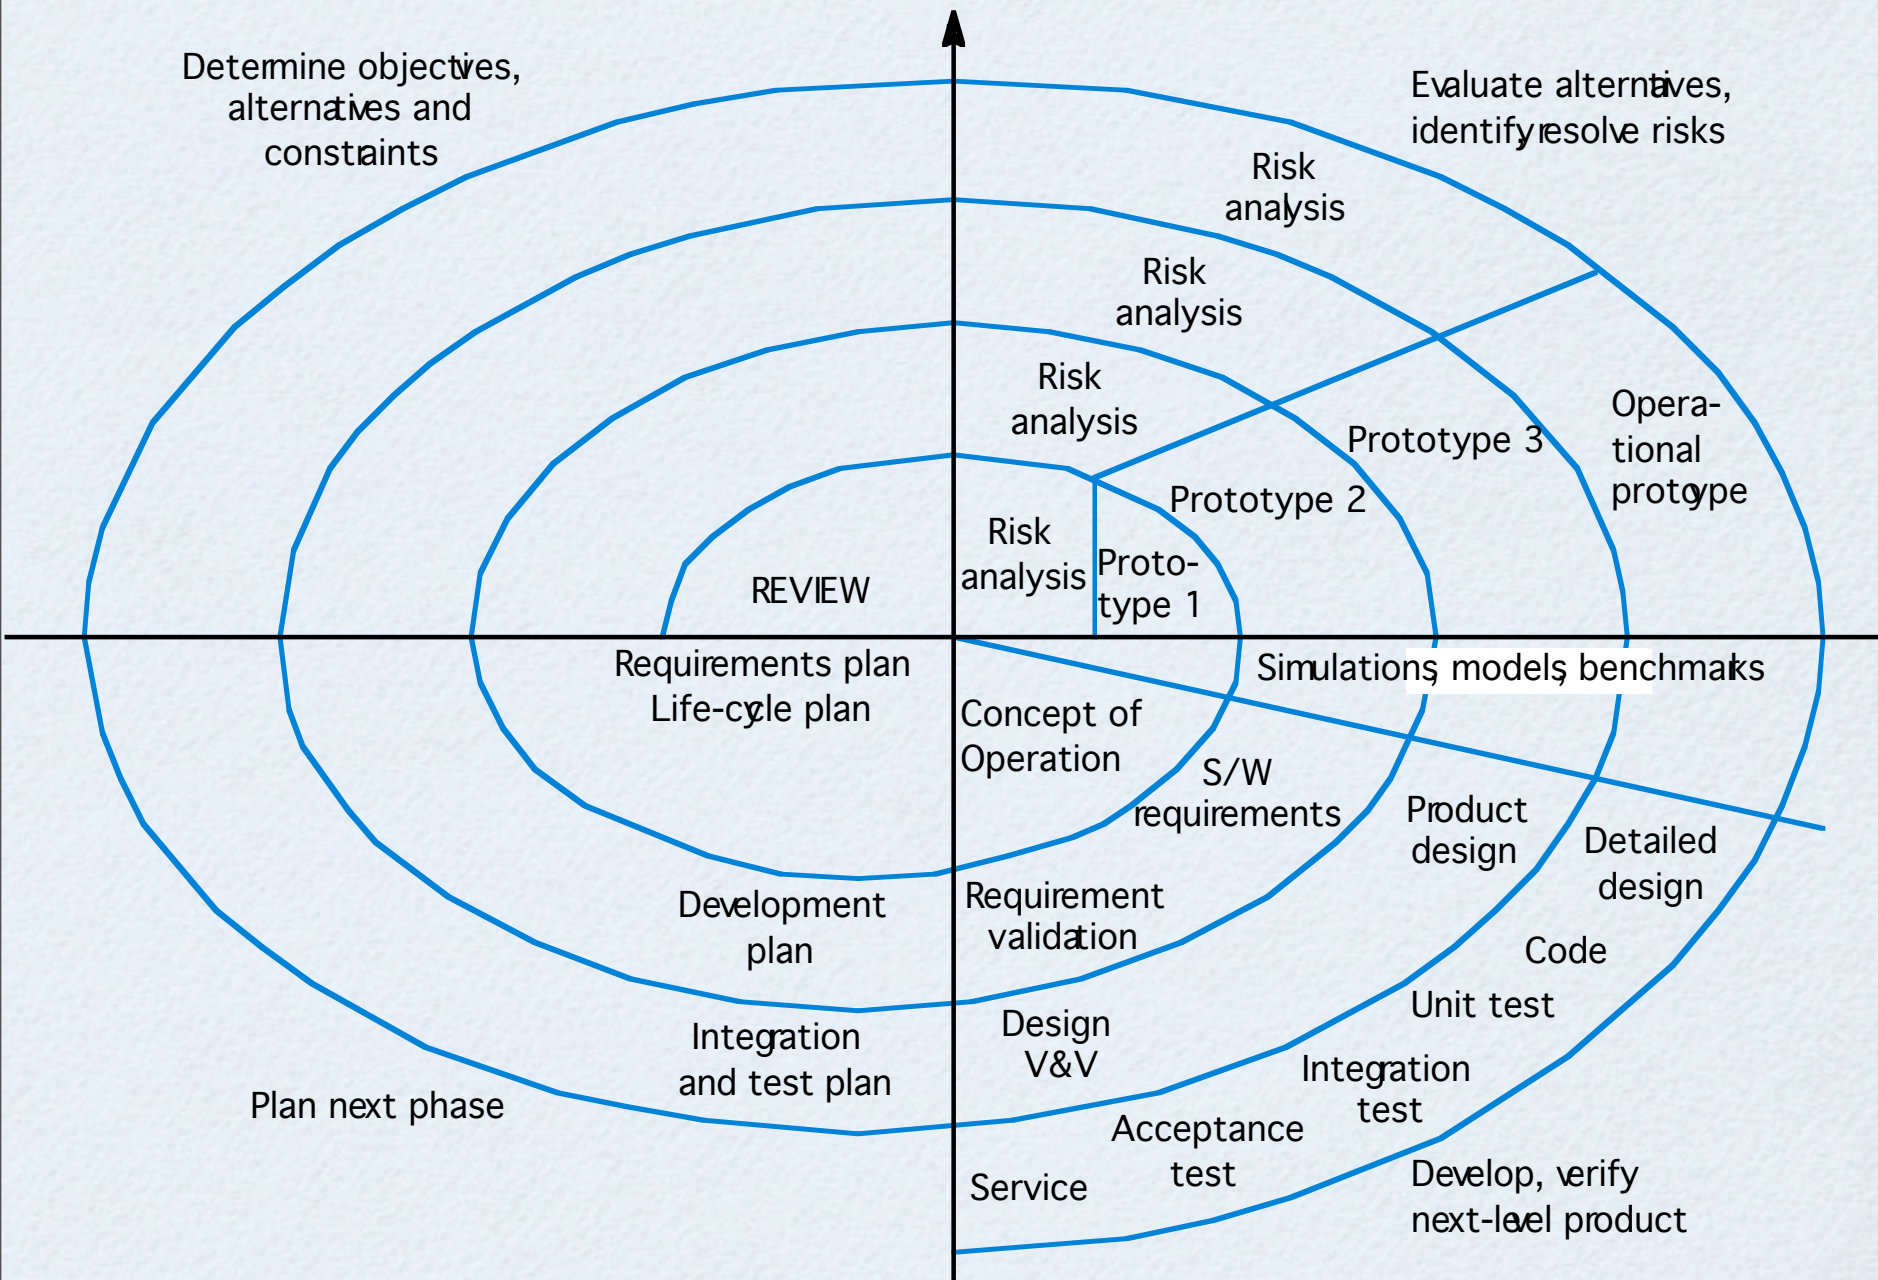 Determine objectives,
alternatives and
constraints
Evaluate alternatives,
identify, resolve risks
Risk
analysis
Risk
analysis
Risk
analysis
Risk
analysis
Proto-
type 1
Prototype 2
Prototype 3
Opera-
tional
protoype
REVIEW
Requirements plan
Life-cycle plan
Simulations, models, benchmarks
Concept of
Operation
S/W
requirements
Product
design
Detailed
design
Development
plan
Requirement
validation
Code
Unit test
Integration
and test plan
Design
V&V
Integration
test
Plan next phase
Acceptance
test
Service
Develop, verify
next-level product